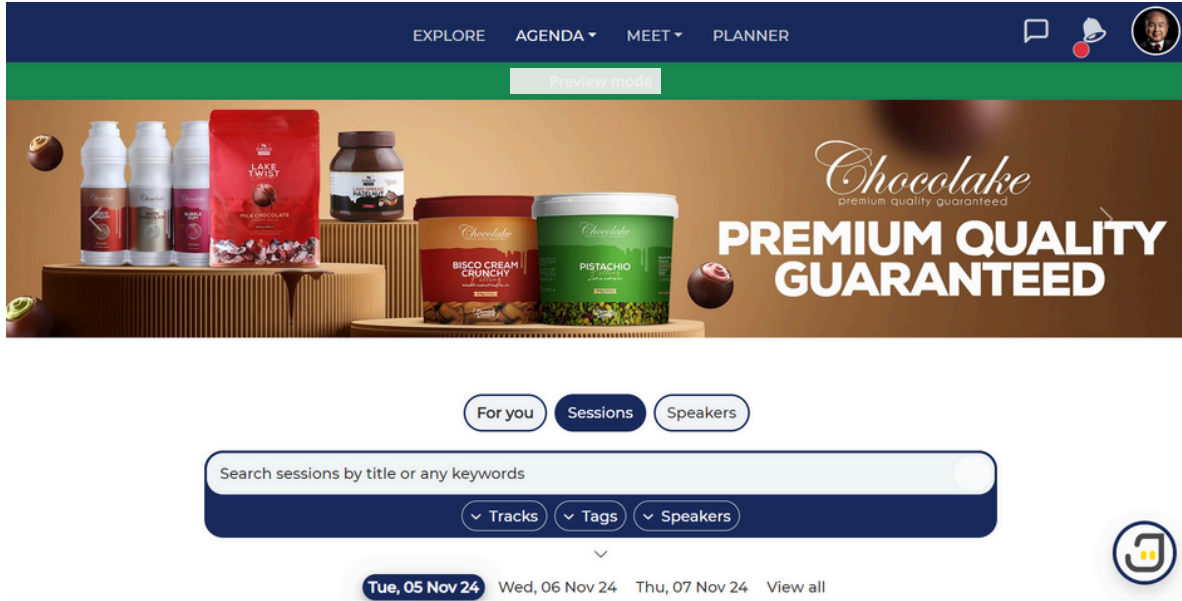 EXPLORE AGENDA MEET PLANNER
Preview mode
Chocolake
premium quality guaranteed
PREMIUM QUALITY
GUARANTEED
LAKE
TWIST
MILK CHOCOLATE
HAZELNUT
Chocolake
BISCO CREAM
CRUNCHY
Chocolake
PISTACHIO
Filling
For you Sessions Speakers
Search sessions by title or any keywords
Tracks Tags Speakers
Tue, 05 Nov 24 Wed, 06 Nov 24 Thu, 07 Nov 24 View all